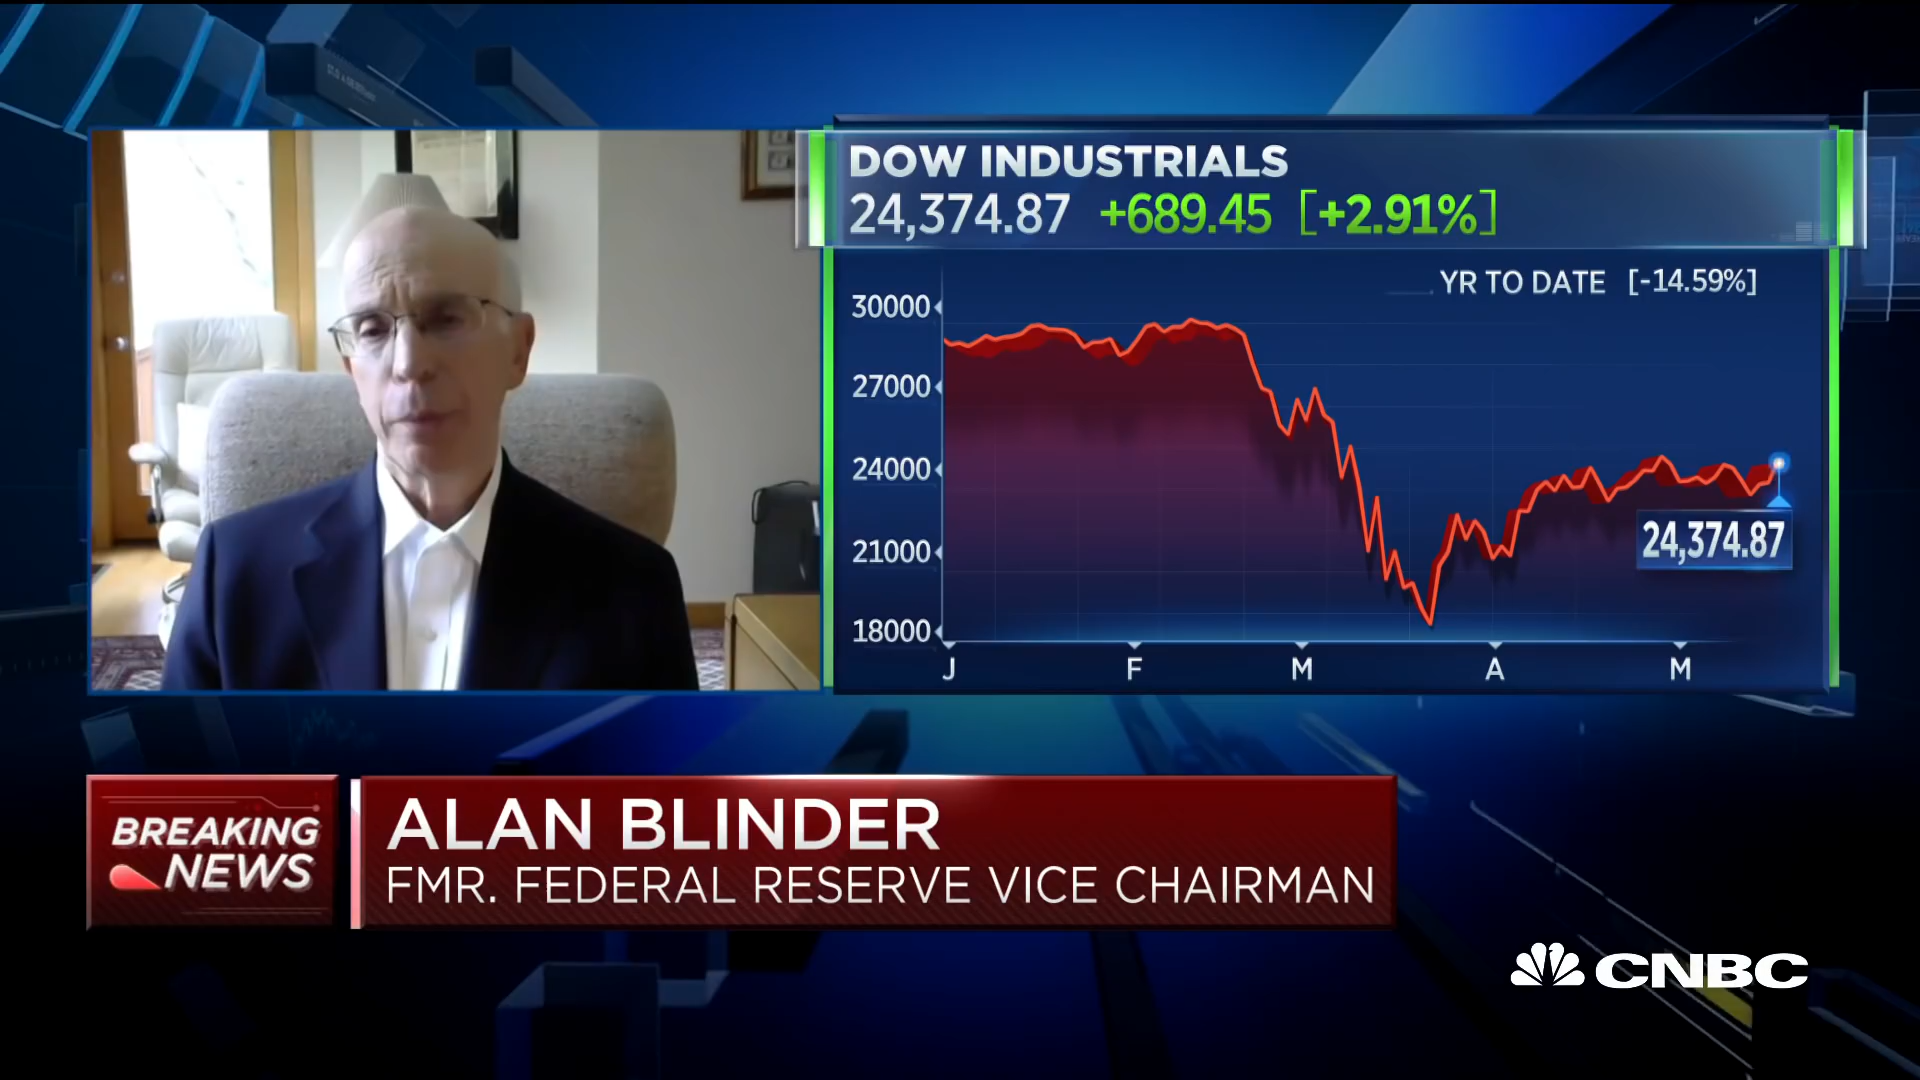 DOW INDUSTRIALS
24,374.87 +689.45 [+2.91%]
YR TO DATE [-14.59%]
30000
27000
24000
21000
18000
24,374.87
J F M A M
BREAKING
NEWS
ALAN BLINDER
FMR. FEDERAL RESERVE VICE CHAIRMAN
CNBC